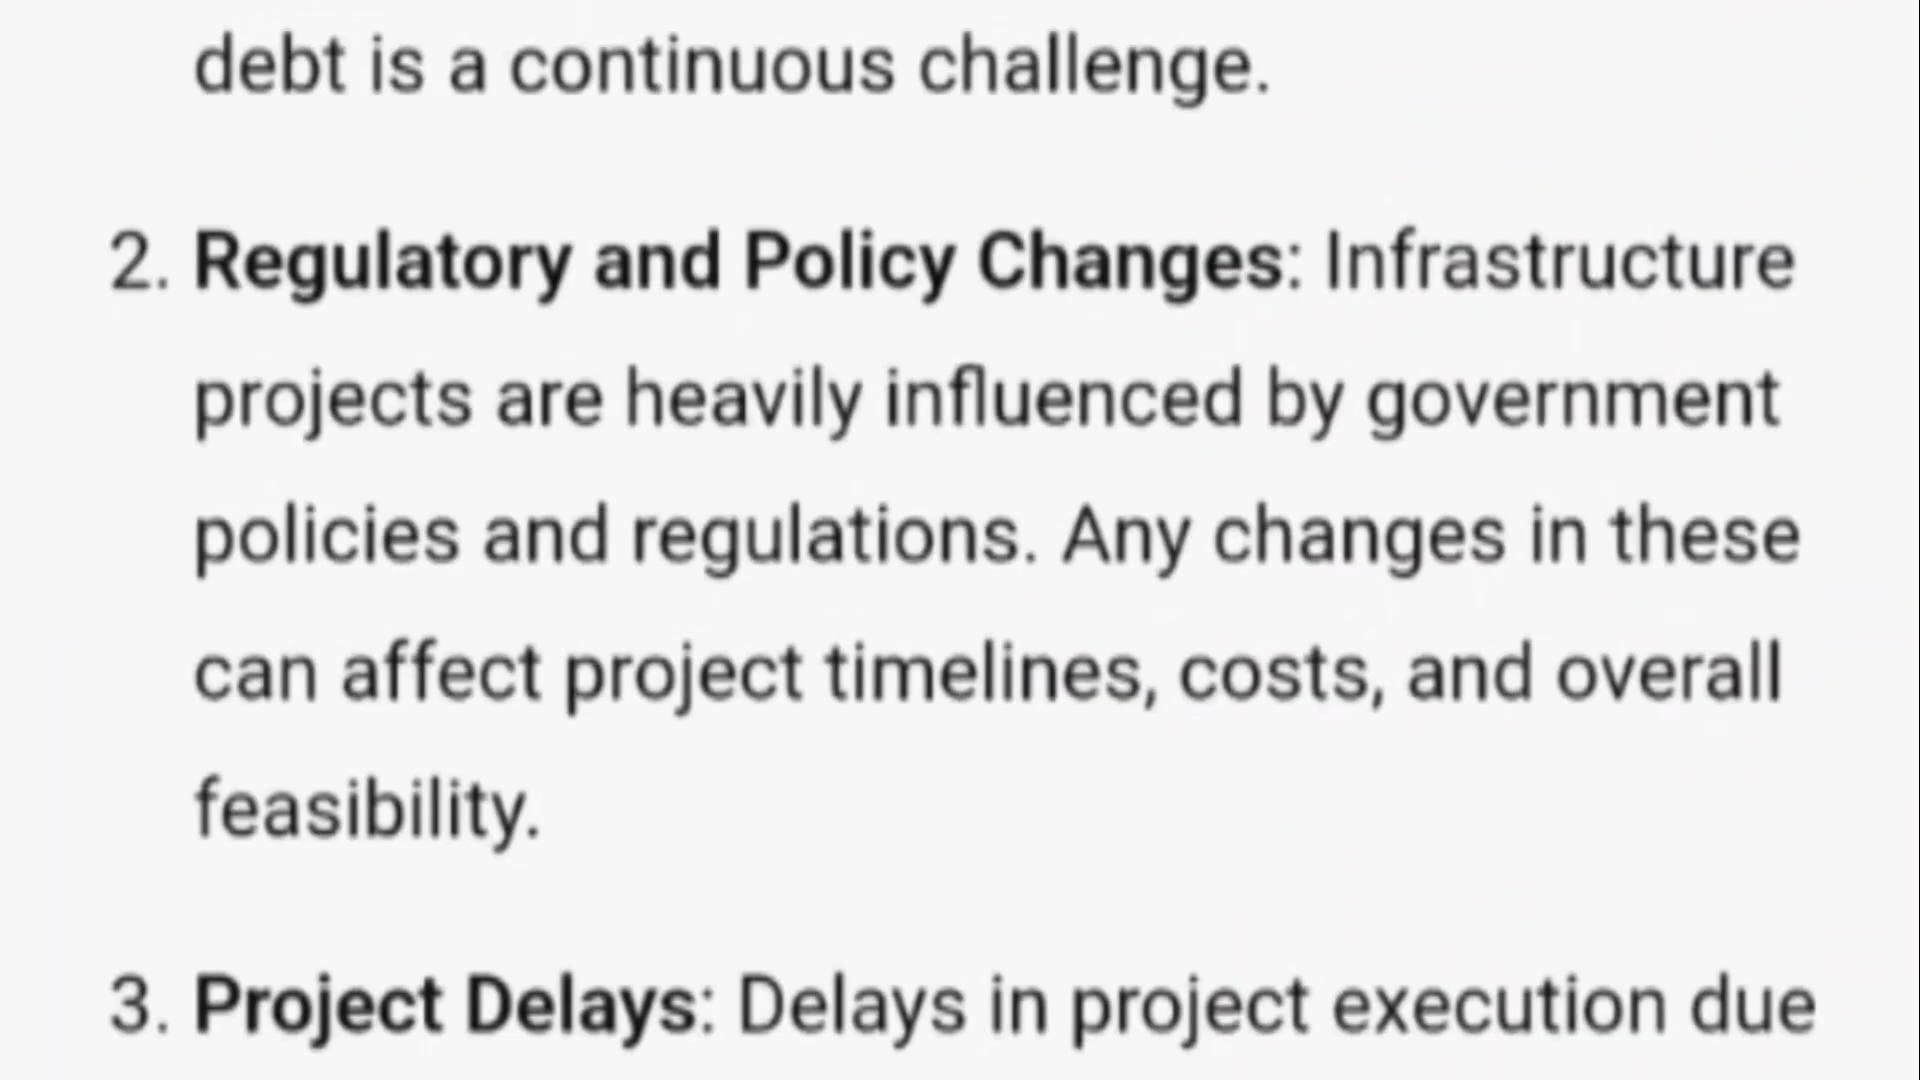 debt is a continuous challenge.
2. Regulatory and Policy Changes: Infrastructure
projects are heavily influenced by government
policies and regulations. Any changes in these
can affect project timelines, costs, and overall
feasibility.
3. Project Delays: Delays in project execution due